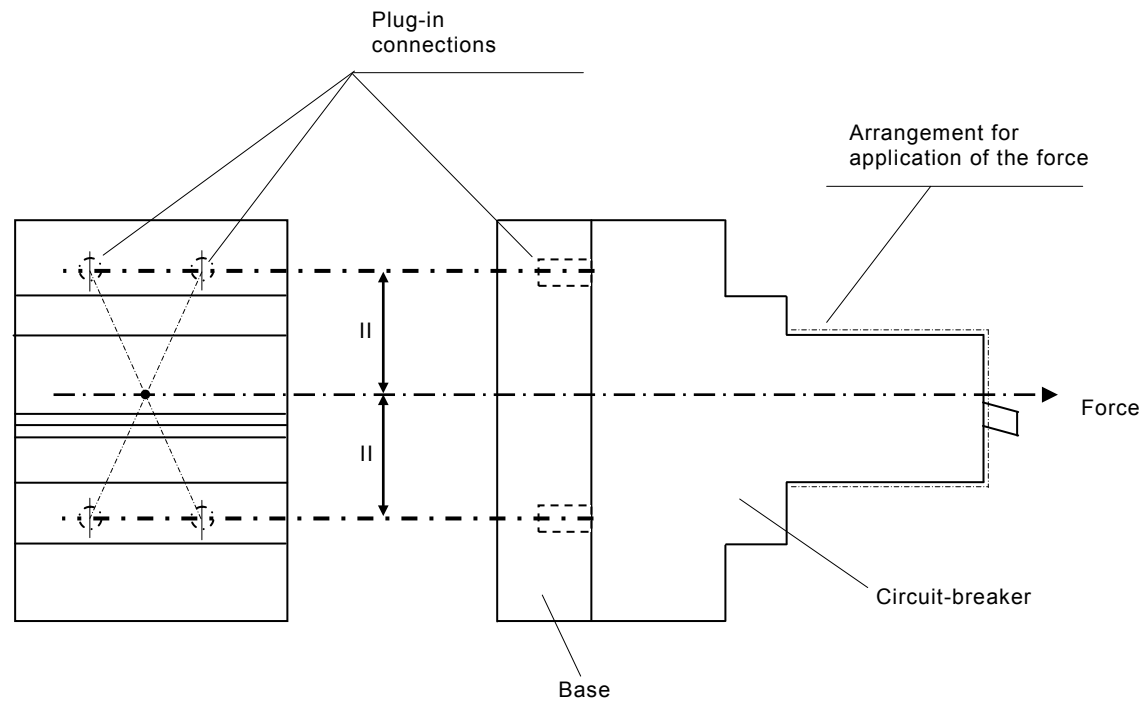 Plug-in
connections
Arrangement for
application of the force
II
Force
II
Circuit-breaker
Base